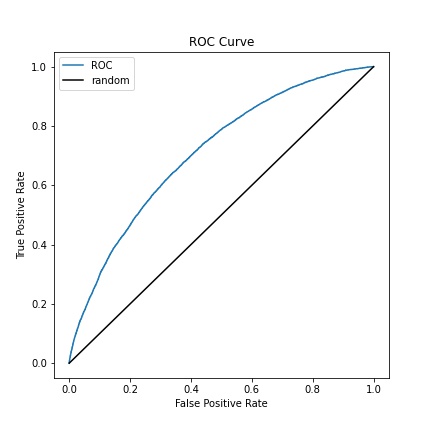 ROC Curve
ROC
random
True Positive Rate
1.0
0.8
0.6
0.4
0.2
0.0
0.0 0.2 0.4 0.6 0.8 1.0
False Positive Rate